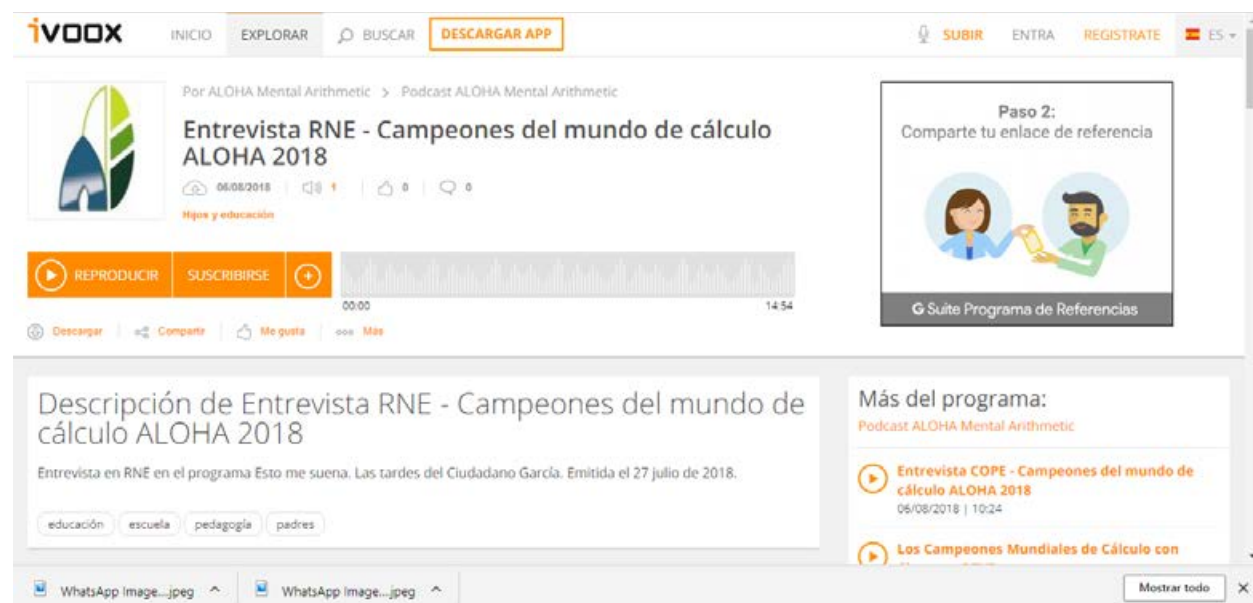 ivoox INICIO EXPLORAR BUSCAR DESCARGAR APP SUBIR ENTRA REGISTRATE ES
Por ALOHA Mental Arithmetic > Podcast ALOHA Mental Arithmetic
Entrevista RNE - Campeones del mundo de cálculo
ALOHA 2018
06/08/2018 1 0 0
Hijos y educación
REPRODUCIR SUSCRIBIRSE
00:00 14:54
Descargar Compartir Me gusta Más
Paso 2:
Comparte tu enlace de referencia
G Suite Programa de Referencias
Descripción de Entrevista RNE - Campeones del mundo de
cálculo ALOHA 2018
Entrevista en RNE en el programa Esto me suena. Las tardes del Ciudadano García. Emitida el 27 julio de 2018.
educación escuela pedagogía padres
Más del programa:
Podcast ALOHA Mental Arithmetic
Entrevista COPE - Campeones del mundo de
cálculo ALOHA 2018
06/08/2018 | 10:24
Los Campeones Mundiales de Cálculo con
WhatsApp Image...jpeg WhatsApp Image...jpeg Mostrar todo